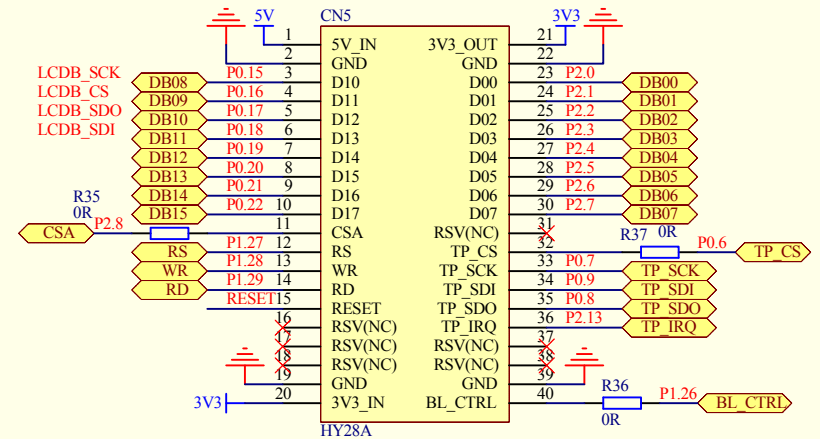 5V CN5 3V3
1 5V_IN 3V3_OUT 21
2 GND GND 22
LCDB_SCK DB08 P0.15 3 D10 D00 23 P2.0 DB00
LCDB_CS DB09 P0.16 4 D11 D01 24 P2.1 DB01
LCDB_SDO DB10 P0.17 5 D12 D02 25 P2.2 DB02
LCDB_SDI DB11 P0.18 6 D13 D03 26 P2.3 DB03
DB12 P0.19 7 D14 D04 27 P2.4 DB04
DB13 P0.20 8 D15 D05 28 P2.5 DB05
DB14 P0.21 9 D16 D06 29 P2.6 DB06
DB15 P0.22 10 D17 D07 30 P2.7 DB07
R35
0R
CSA P2.8 11 CSA RSV(NC) 31
RS P1.27 12 RS TP_CS 32 R37 0R P0.6 TP_CS
WR P1.28 13 WR TP_SCK 33 P0.7 TP_SCK
RD P1.29 14 RD TP_SDI 34 P0.9 TP_SDI
RESET 15 RESET TP_SDO 35 P0.8 TP_SDO
16 RSV(NC) TP_IRQ 36 P2.13 TP_IRQ
17 RSV(NC) RSV(NC) 37
18 RSV(NC) RSV(NC) 38
19 GND GND 39
3V3 20 3V3_IN BL_CTRL 40 R36 0R P1.26 BL_CTRL
HY28A